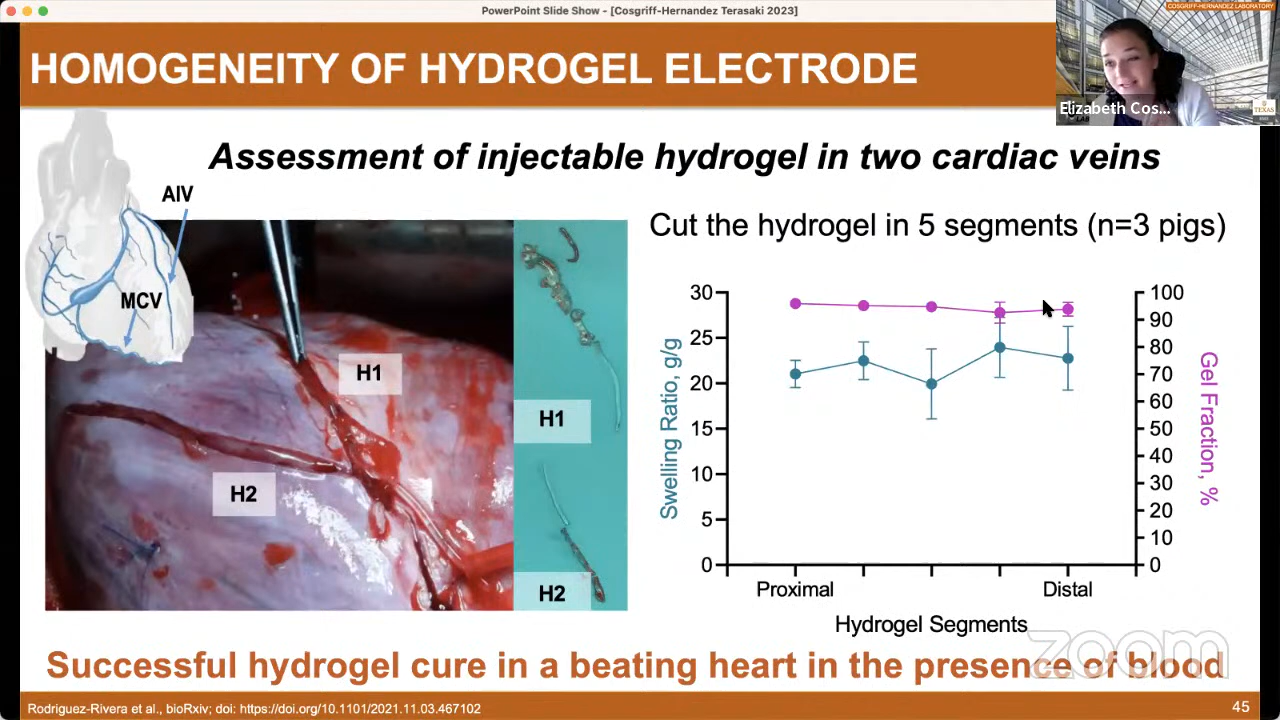 PowerPoint Slide Show - [Cosgriff-Hernandez Terasaki 2023]
COSGRIFF-HERNANDEZ LABORATORY
HOMOGENEITY OF HYDROGEL ELECTRODE
Elizabeth Cos...
TEXAS
Assessment of injectable hydrogel in two cardiac veins
AIV
MCV
H1
H2
H1
H2
Cut the hydrogel in 5 segments (n=3 pigs)
Swelling Ratio, g/g
30
25
20
15
10
5
0
100
90
80
70
60
50
40
30
20
10
0
Gel Fraction, %
Proximal
Distal
Hydrogel Segments
zoom
Successful hydrogel cure in a beating heart in the presence of blood
Rodriguez-Rivera et al., bioRxiv; doi: https://doi.org/10.1101/2021.11.03.467102
45